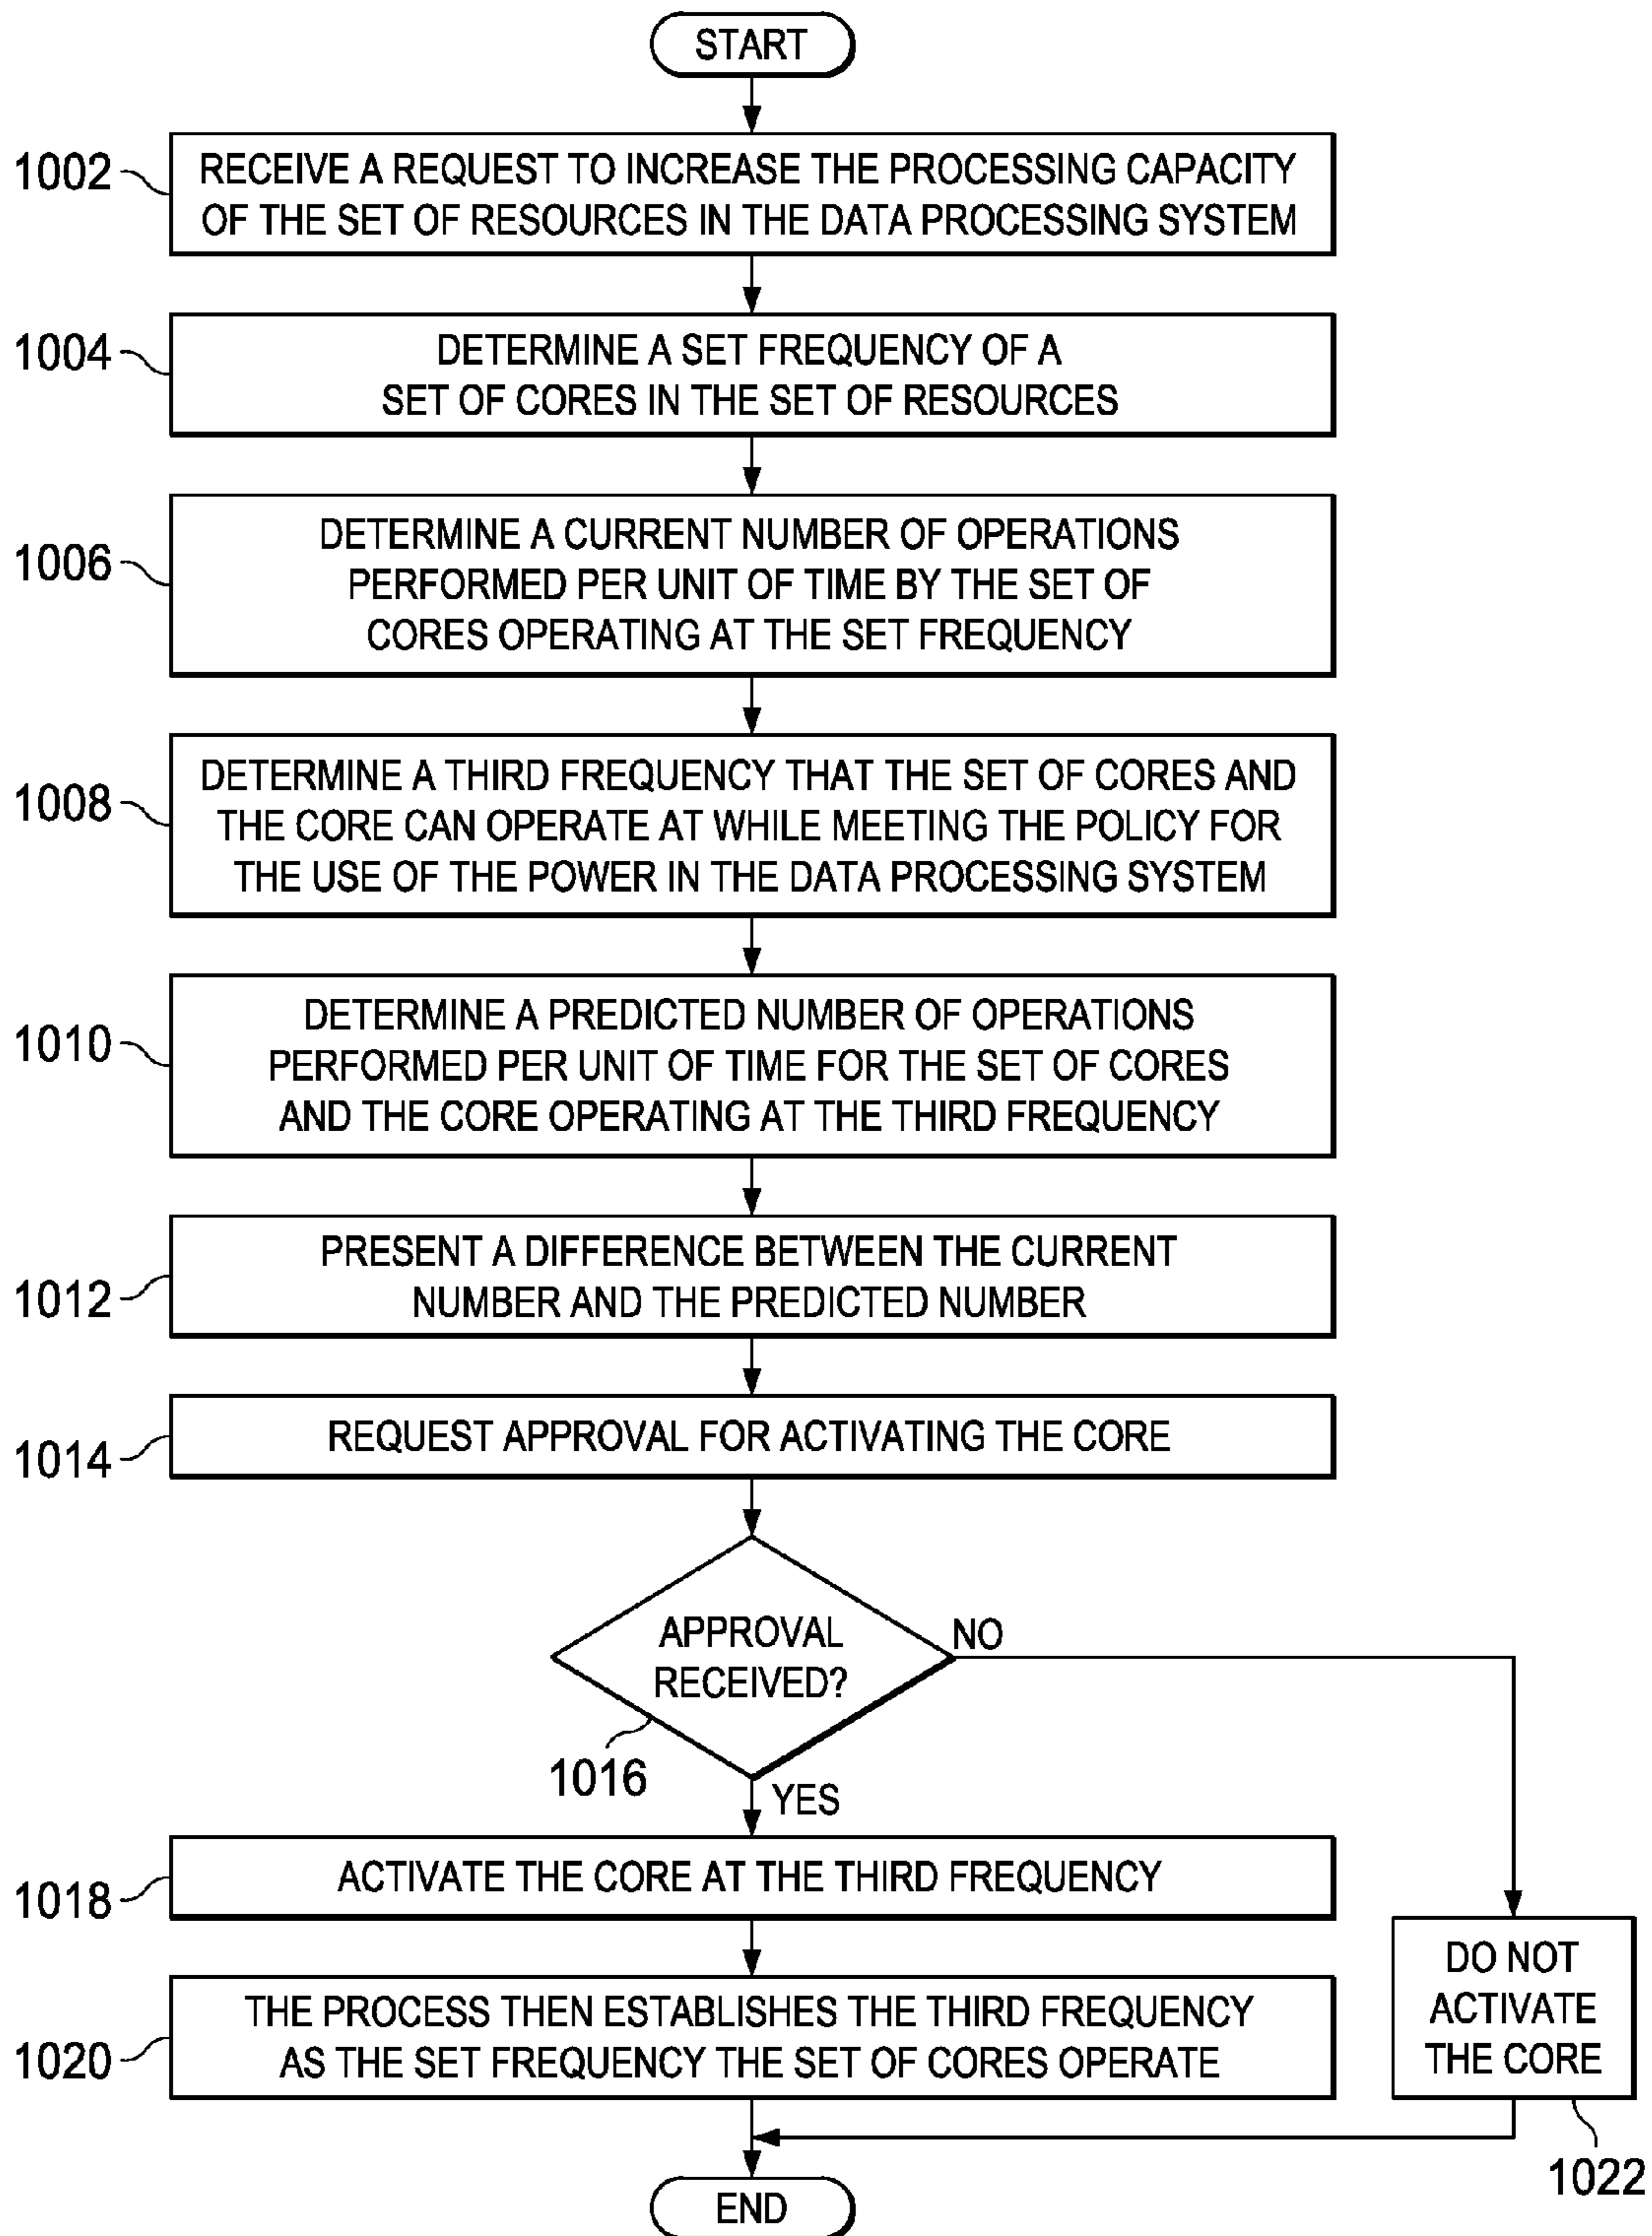 START
1002
RECEIVE A REQUEST TO INCREASE THE PROCESSING CAPACITY
OF THE SET OF RESOURCES IN THE DATA PROCESSING SYSTEM
1004
DETERMINE A SET FREQUENCY OF A
SET OF CORES IN THE SET OF RESOURCES
1006
DETERMINE A CURRENT NUMBER OF OPERATIONS
PERFORMED PER UNIT OF TIME BY THE SET OF
CORES OPERATING AT THE SET FREQUENCY
1008
DETERMINE A THIRD FREQUENCY THAT THE SET OF CORES AND
THE CORE CAN OPERATE AT WHILE MEETING THE POLICY FOR
THE USE OF THE POWER IN THE DATA PROCESSING SYSTEM
1010
DETERMINE A PREDICTED NUMBER OF OPERATIONS
PERFORMED PER UNIT OF TIME FOR THE SET OF CORES
AND THE CORE OPERATING AT THE THIRD FREQUENCY
1012
PRESENT A DIFFERENCE BETWEEN THE CURRENT
NUMBER AND THE PREDICTED NUMBER
1014
REQUEST APPROVAL FOR ACTIVATING THE CORE
APPROVAL
RECEIVED?
NO
1016
YES
1018
ACTIVATE THE CORE AT THE THIRD FREQUENCY
1020
THE PROCESS THEN ESTABLISHES THE THIRD FREQUENCY
AS THE SET FREQUENCY THE SET OF CORES OPERATE
DO NOT
ACTIVATE
THE CORE
1022
END